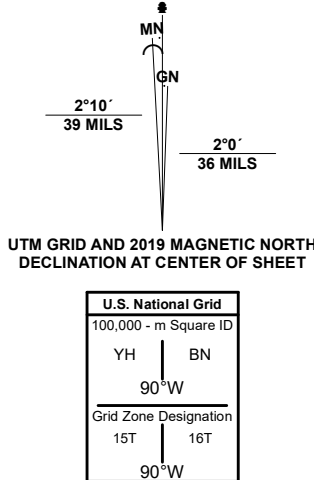 MN
GN
2°10´
39 MILS
2°0´
36 MILS
UTM GRID AND 2019 MAGNETIC NORTH
DECLINATION AT CENTER OF SHEET
U.S. National Grid
100,000 - m Square ID
YH BN
90°W
Grid Zone Designation
15T 16T
90°W